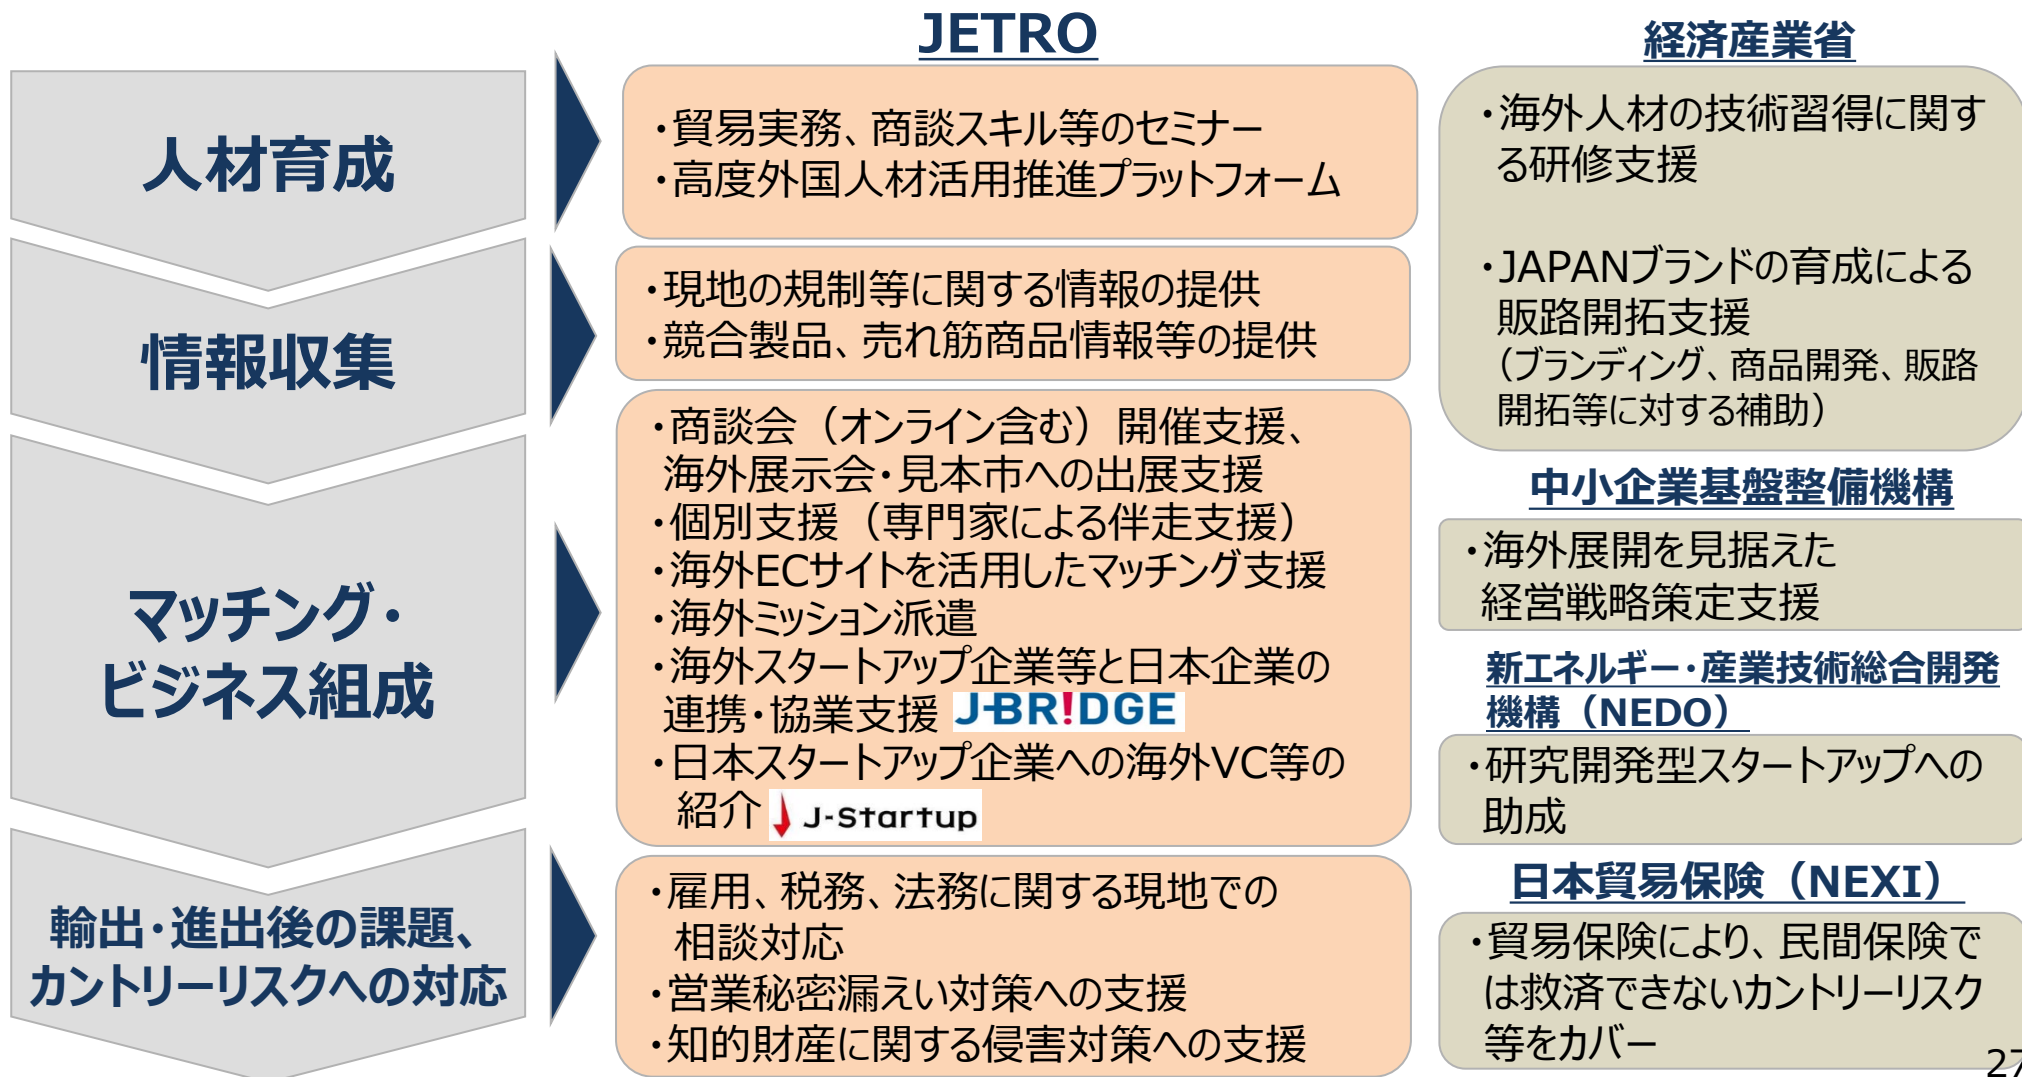 人材育成
情報収集
マッチング・
ビジネス組成
輸出・進出後の課題、
カントリーリスクへの対応
JETRO
・貿易実務、商談スキル等のセミナー
・高度外国人材活用推進プラットフォーム
・現地の規制等に関する情報の提供
・競合製品、売れ筋商品情報等の提供
・商談会（オンライン含む）開催支援、
海外展示会・見本市への出展支援
・個別支援（専門家による伴走支援）
・海外ECサイトを活用したマッチング支援
・海外ミッション派遣
・海外スタートアップ企業等と日本企業の
連携・協業支援 J-BR!DGE
・日本スタートアップ企業への海外VC等の
紹介 J-Startup
・雇用、税務、法務に関する現地での
相談対応
・営業秘密漏えい対策への支援
・知的財産に関する侵害対策への支援
経済産業省
・海外人材の技術習得に関す
る研修支援
・JAPANブランドの育成による
販路開拓支援
（ブランディング、商品開発、販路
開拓等に対する補助）
中小企業基盤整備機構
・海外展開を見据えた
経営戦略策定支援
新エネルギー・産業技術総合開発
機構（NEDO）
・研究開発型スタートアップへの
助成
日本貿易保険（NEXI）
・貿易保険により、民間保険で
は救済できないカントリーリスク
等をカバー
27